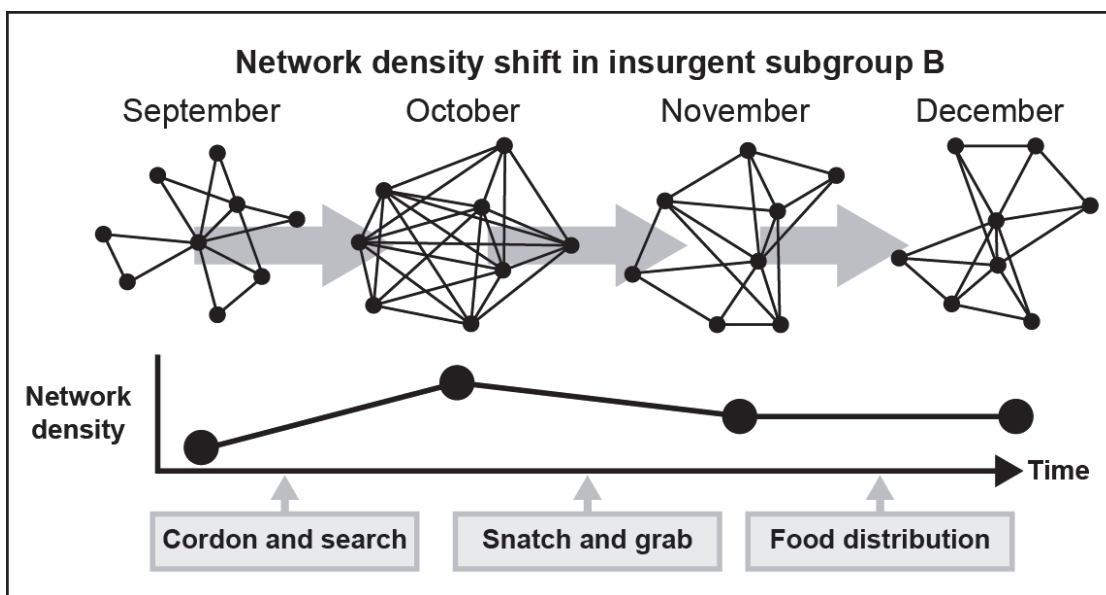 Network density shift in insurgent subgroup B
September
October
November
December
Network
density
Time
Cordon and search
Snatch and grab
Food distribution